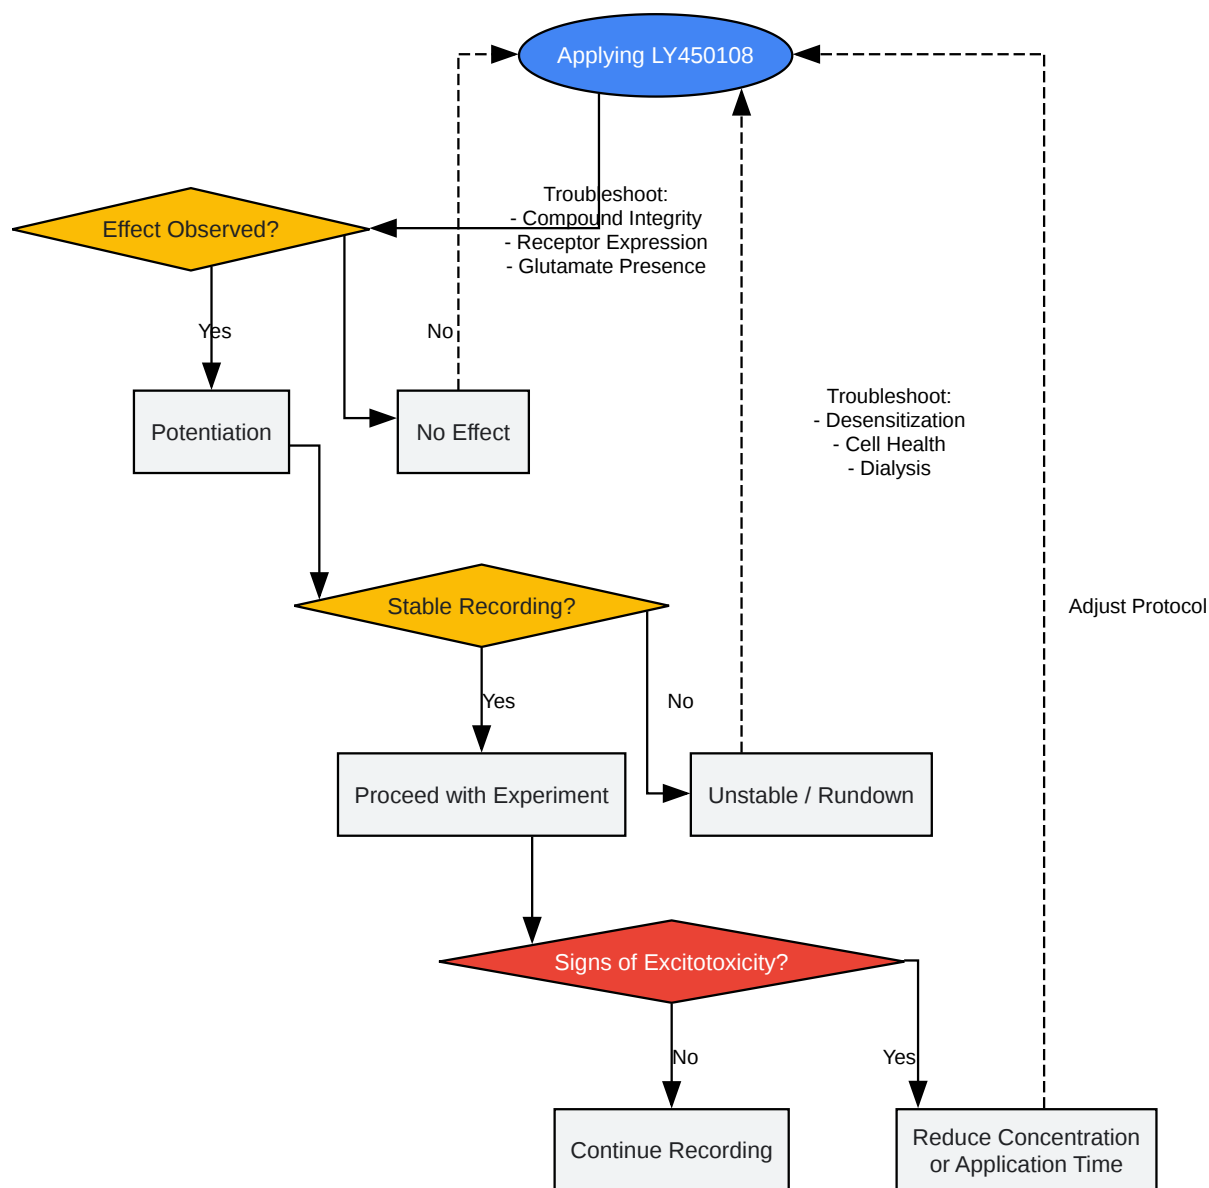 Applying LY450108
Troubleshoot:
- Compound Integrity
- Receptor Expression
- Glutamate Presence
Effect Observed?
Yes
No
Potentiation
No Effect
Troubleshoot:
- Desensitization
- Cell Health
- Dialysis
Stable Recording?
Adjust Protocol
Yes
No
Proceed with Experiment
Unstable / Rundown
Signs of Excitotoxicity?
No
Yes
Continue Recording
Reduce Concentration
or Application Time